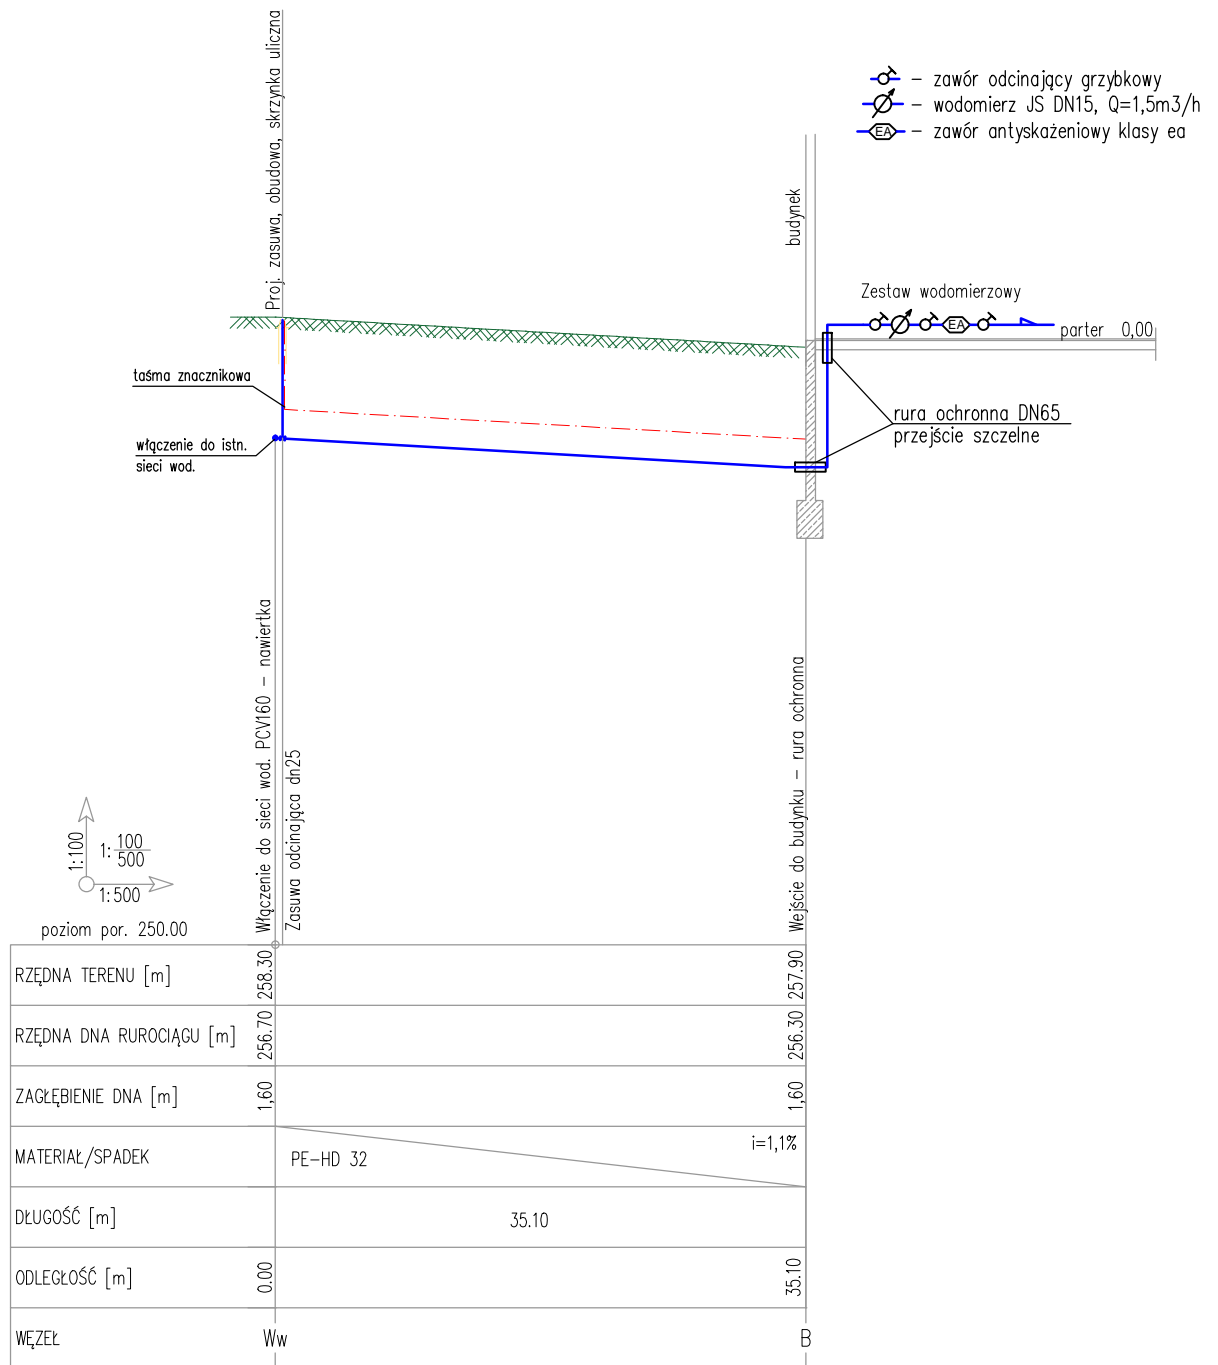 Proj. zasuwa, obudowa, skrzynka uliczna
– zawór odcinający grzybkowy
– wodomierz JS DN15, Q=1,5m3/h
EA – zawór antyskażeniowy klasy ea
budynek
Zestaw wodomierzowy
EA
parter 0,00
taśma znacznikowa
włączenie do istn.
sieci wod.
rura ochronna DN65
przejście szczelne
Włączenie do sieci wod. PCV160 – nawiertka
Zasuwa odcinająca dn25
Wejście do budynku – rura ochronna
1:100
1:100/500
1:500
poziom por. 250.00
RZĘDNA TERENU [m] 258.30 257.90
RZĘDNA DNA RUROCIĄGU [m] 256.70 256.30
ZAGŁĘBIENIE DNA [m] 1,60 1,60
MATERIAŁ/SPADEK PE–HD 32 i=1,1%
DŁUGOŚĆ [m] 35.10
ODLEGŁOŚĆ [m] 0.00 35.10
WĘZEŁ Ww B